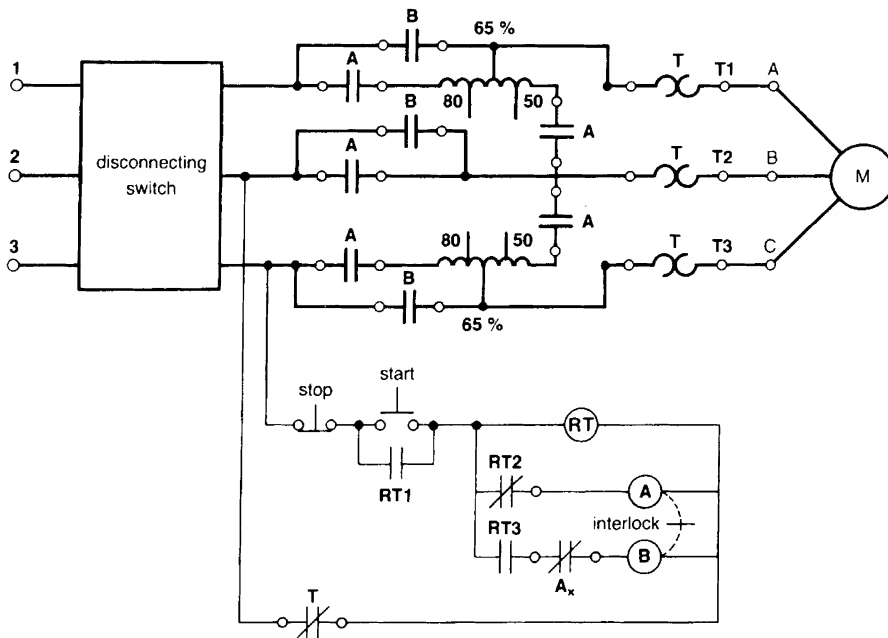 B
65 %
1
A
80
50
T
T1
A
B
A
2
disconnecting
switch
A
T
T2
B
M
A
3
A
80
50
T
T3
C
B
65 %
stop
start
RT
RT1
RT2
A
interlock
RT3
Ax
B
T